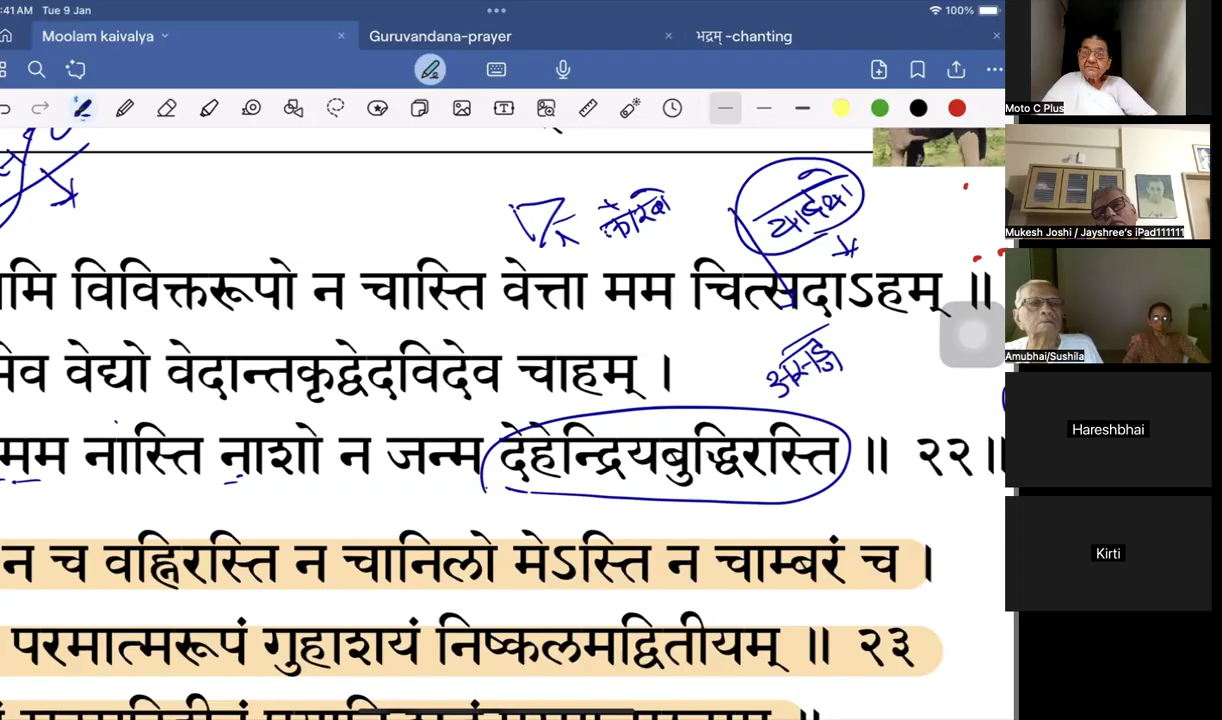 :41 AM Tue 9 Jan
100%
Moolam kaivalya
Guruvandana-prayer
भद्रम् -chanting
मि विविक्तरूपो न चास्ति वेत्ता मम चित्सदाऽहम् ॥
मेव वेद्यो वेदान्तकृद्वेदविदेव चाहम् ।
मम नास्ति नाशो न जन्म देहेन्द्रियबुद्धिरस्ति ॥ २२॥
न च वह्निरस्ति न चानिलो मेऽस्ति न चाम्बरं च ।
परमात्मरूपं गुहाशयं निष्कलमद्वितीयम् ॥ २३
Moto C Plus
Mukesh Joshi / Jayshree's iPad111111
Amubhai/Sushila
Hareshbhai
Kirti